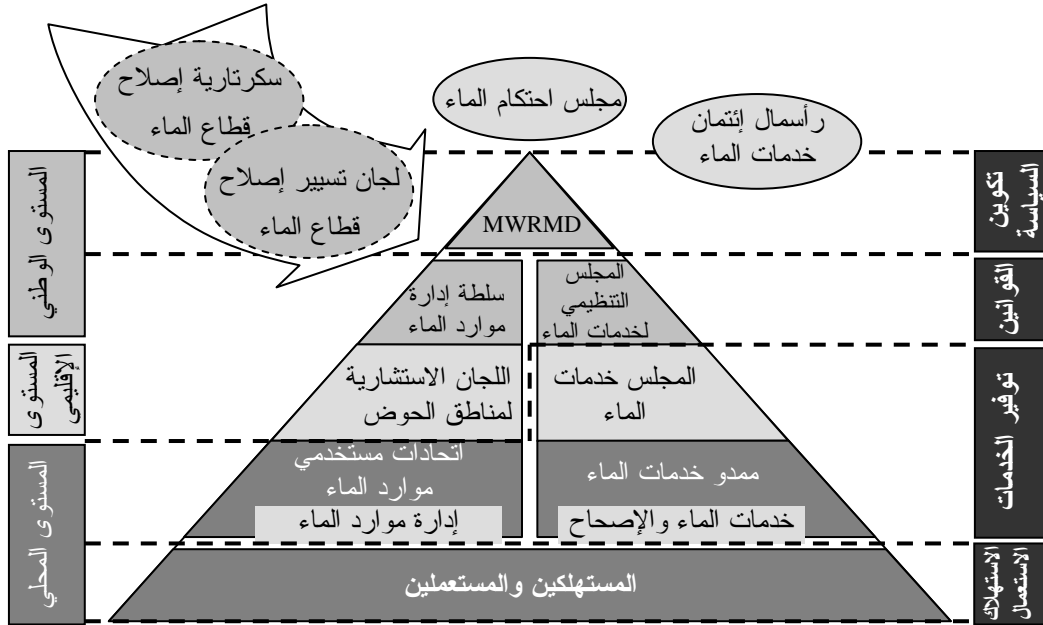 سكرتارية إصلاح
قطاع الماء
مجلس احتكام الماء
رأسمال إئتمان
خدمات الماء
لجان تسيير إصلاح
قطاع الماء
MWRMD
تكوين
السياسة
المستوى الوطني
المجلس
التنظيمي
لخدمات الماء
سلطة إدارة
موارد الماء
القوانين
المجلس خدمات
الماء
اللجان الاستشارية
لمناطق الحوض
المستوى
الإقليمي
توفير الخدمات
ممدو خدمات الماء
خدمات الماء والإصحاح
اتحادات مستخدمي
موارد الماء
إدارة موارد الماء
المستوى المحلي
المستهلكين والمستعملين
الاستهلاك
الاستعمال